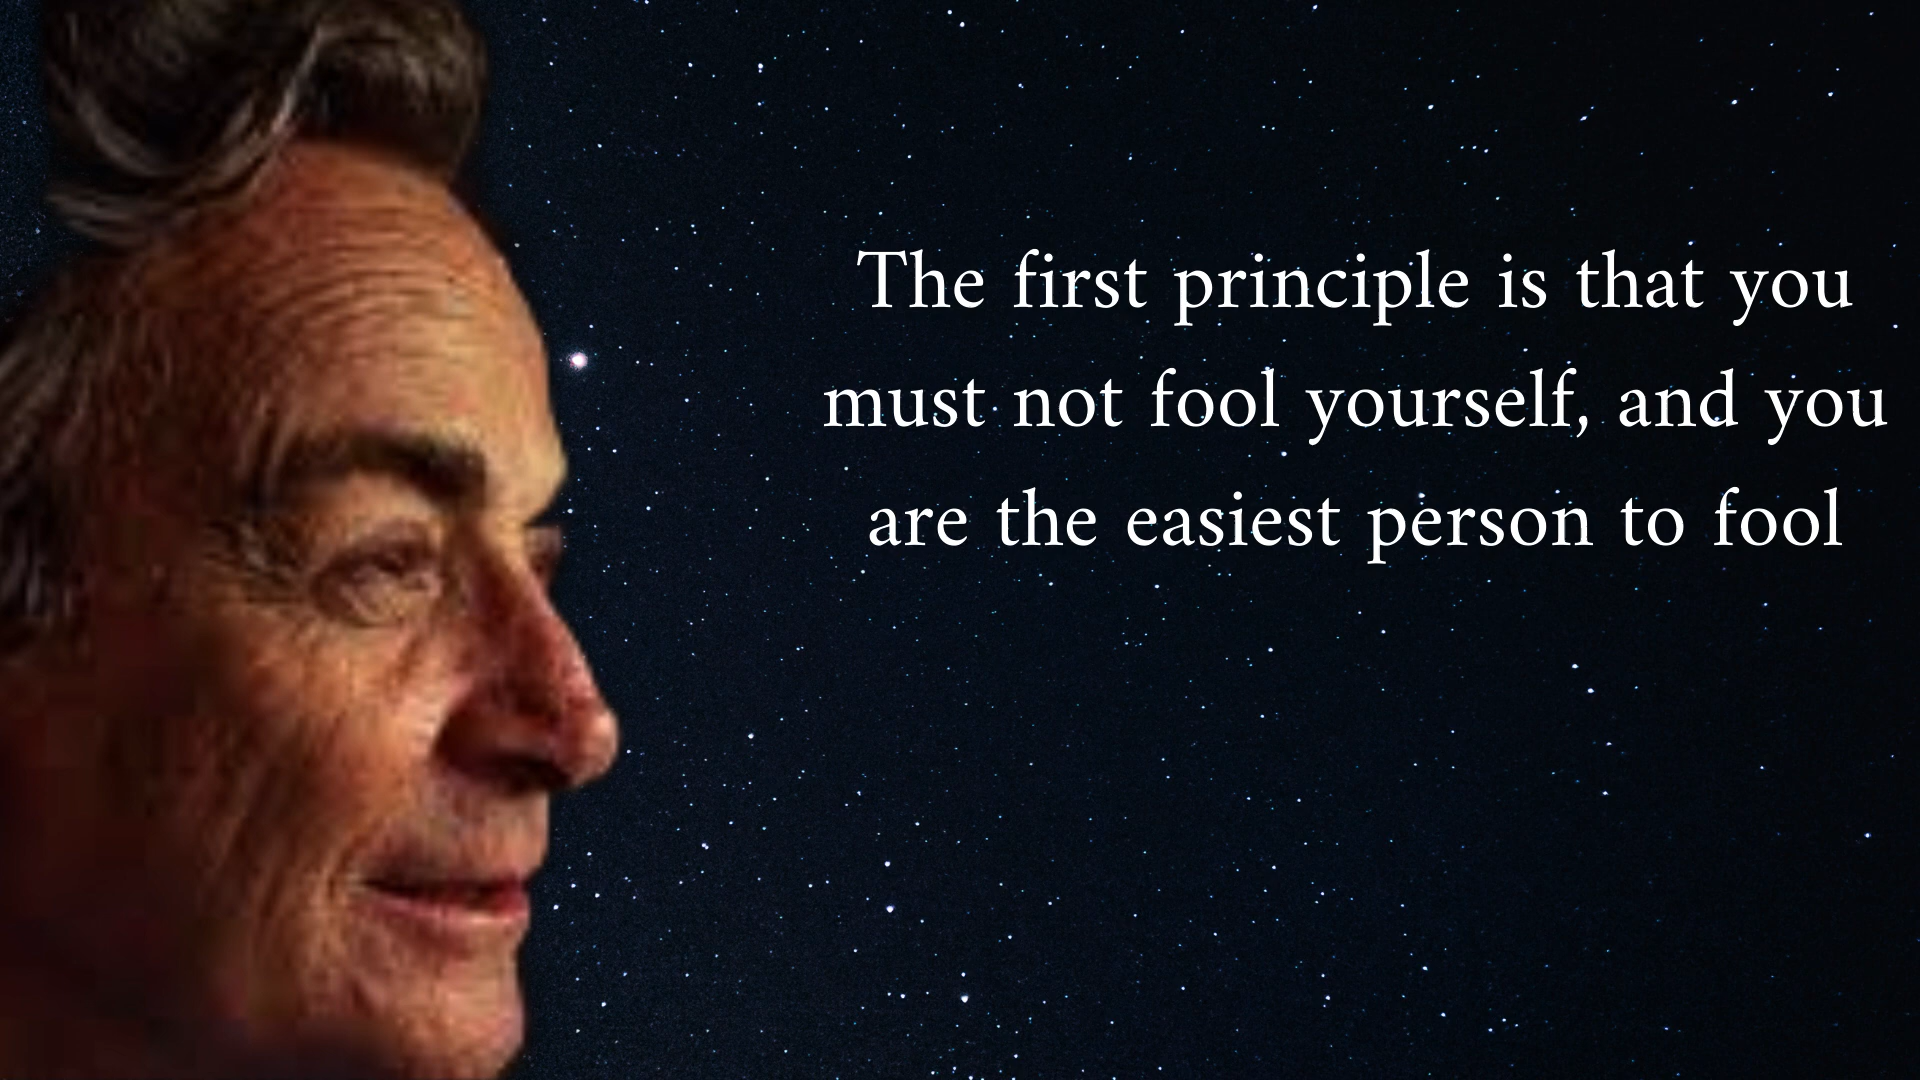 The first principle is that you
must not fool yourself, and you
are the easiest person to fool